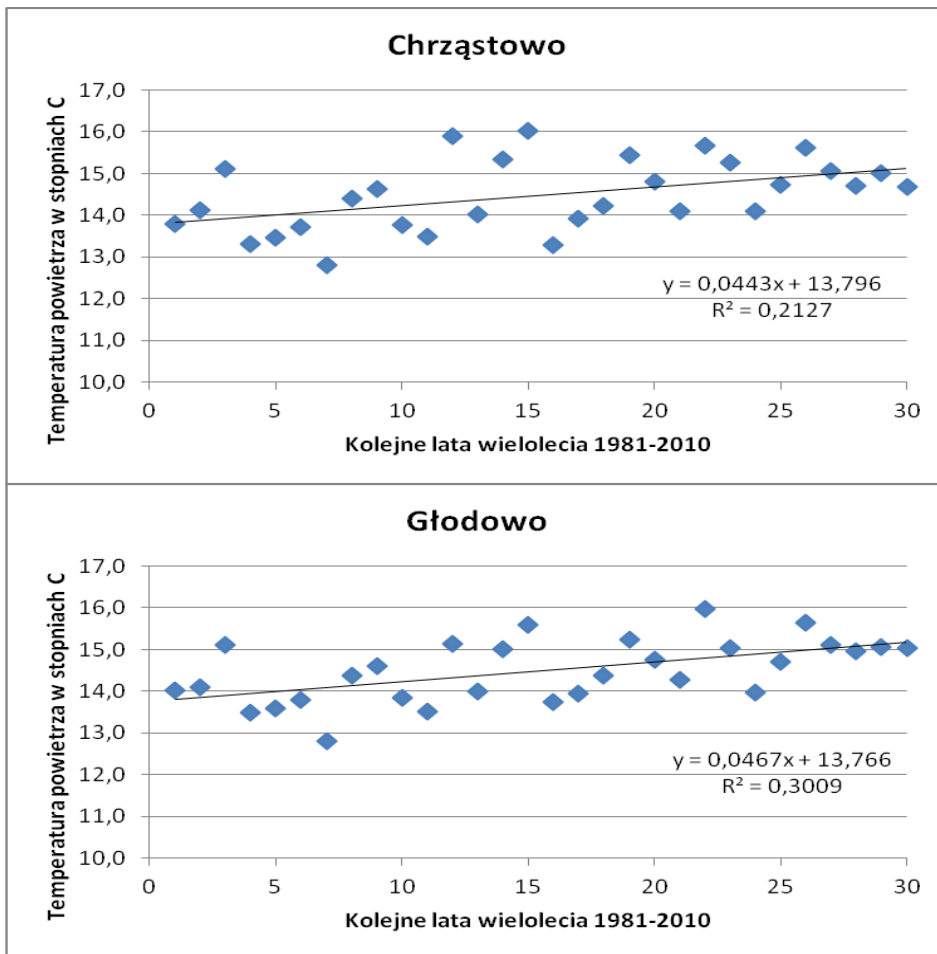 Chrząstowo
Temperatura powietrza w stopniach C
17,0
16,0
15,0
14,0
13,0
12,0
11,0
10,0
y = 0,0443x + 13,796
R² = 0,2127
0 5 10 15 20 25 30
Kolejne lata wielolecia 1981-2010
Głodowo
Temperatura powietrza w stopniach C
17,0
16,0
15,0
14,0
13,0
12,0
11,0
10,0
y = 0,0467x + 13,766
R² = 0,3009
0 5 10 15 20 25 30
Kolejne lata wielolecia 1981-2010